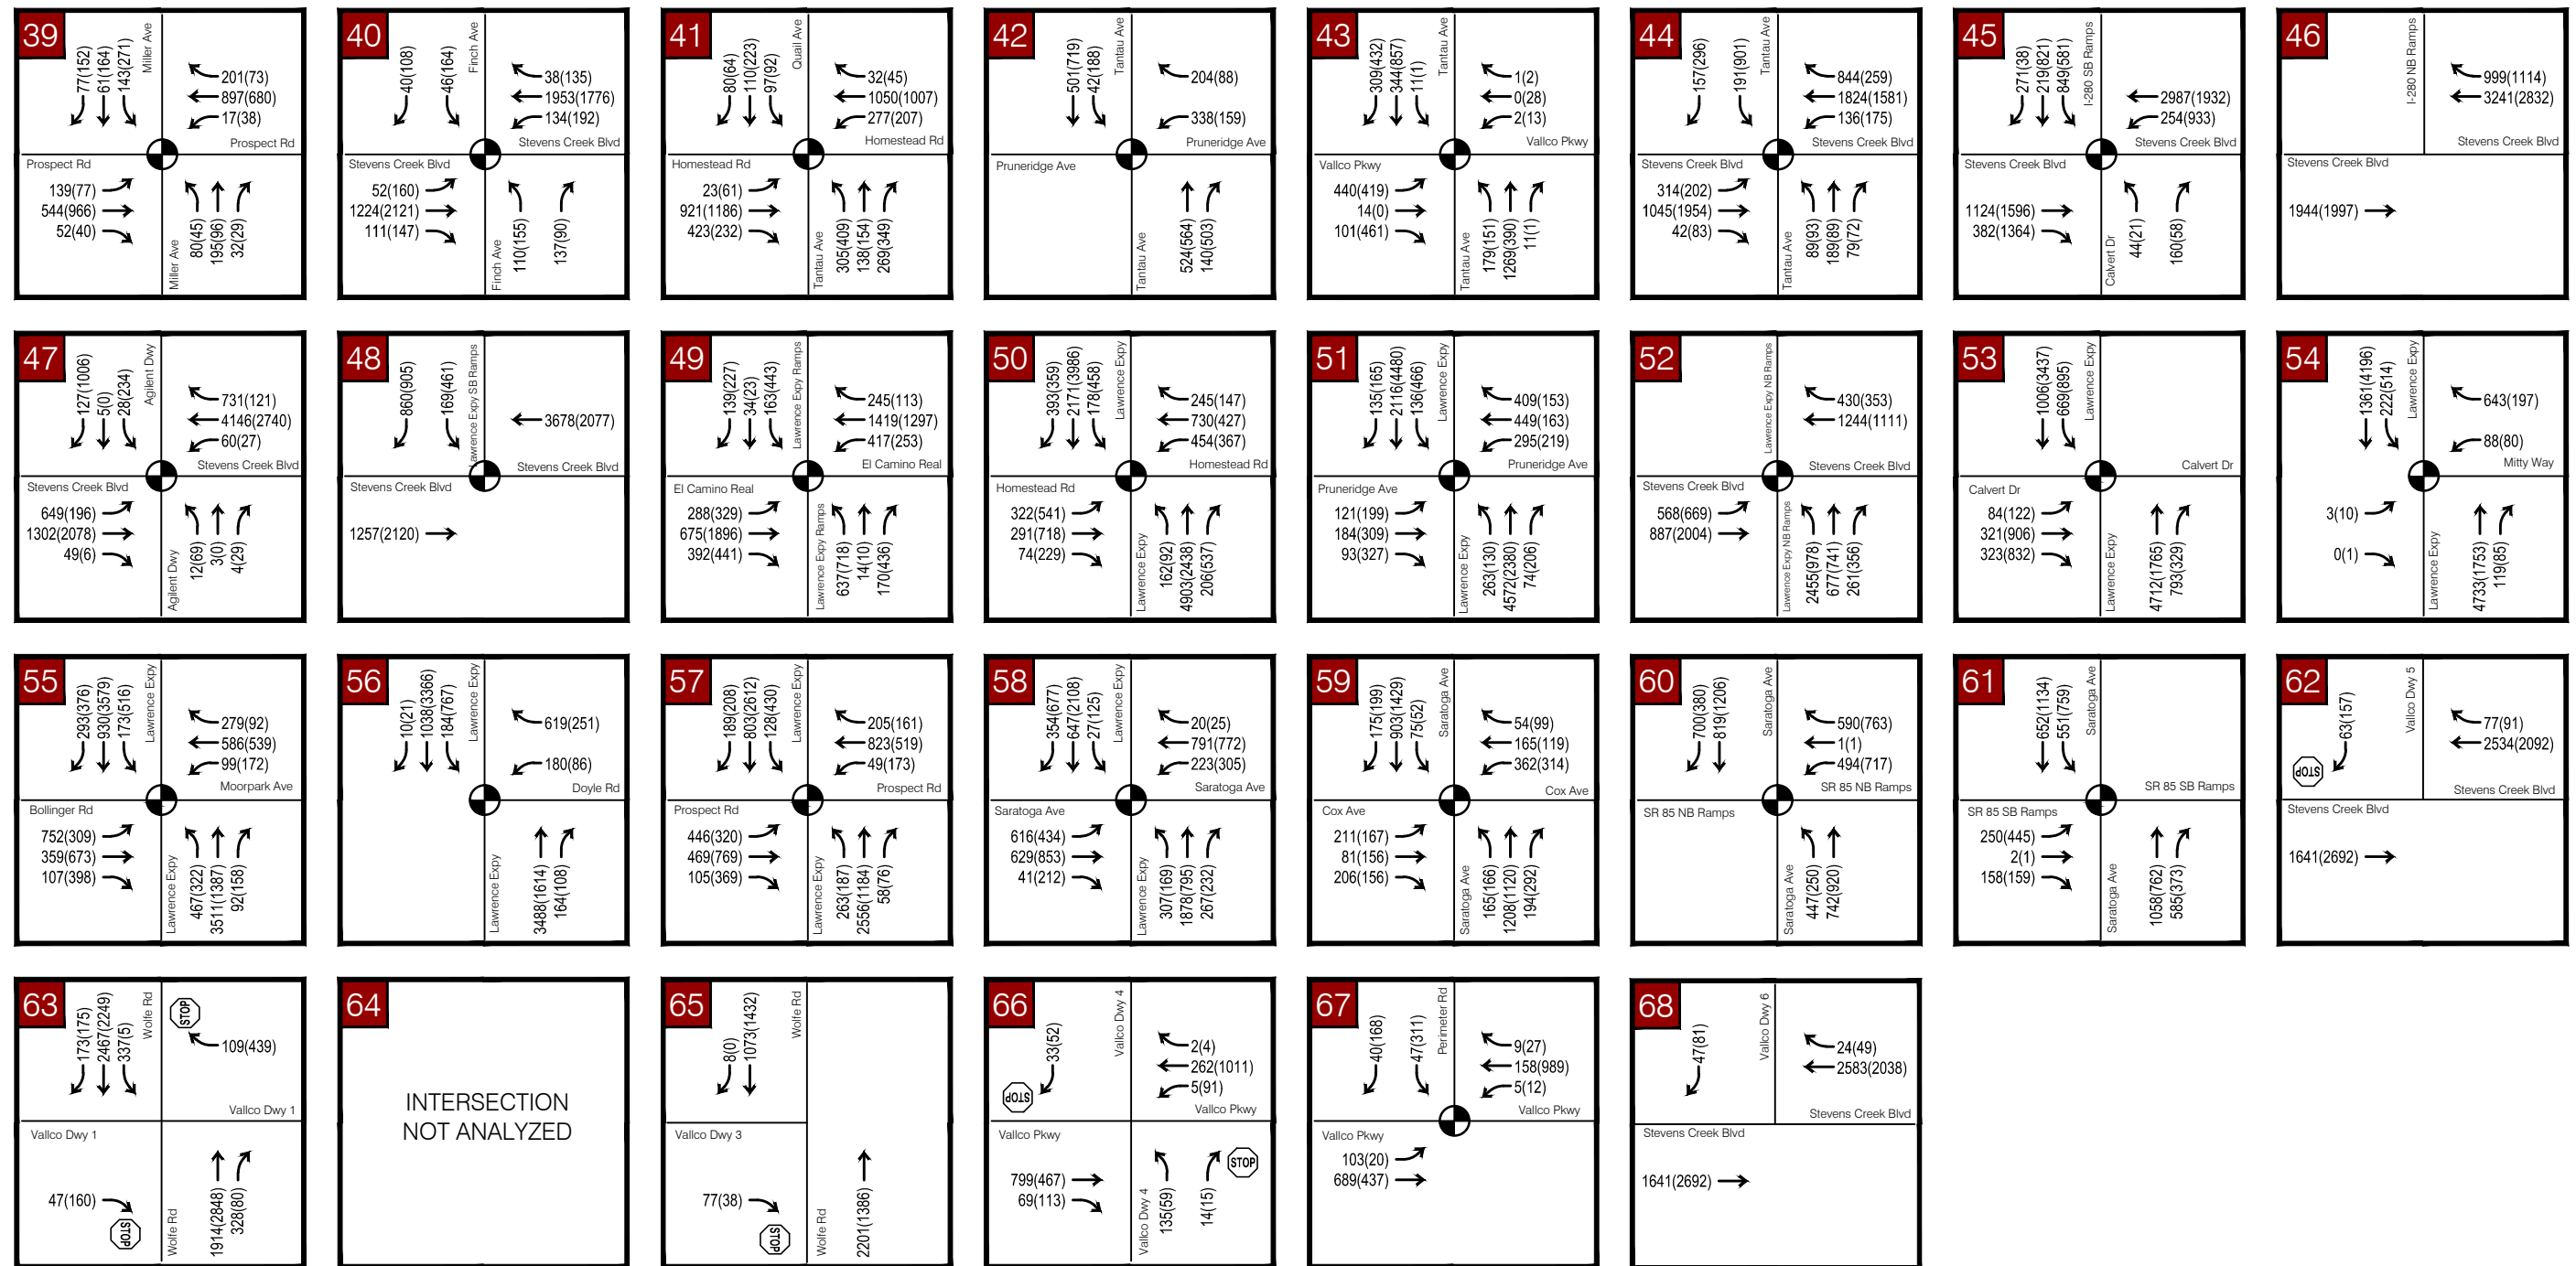 39
77(152)
61(164)
143(271)
Miller Ave
201(73)
897(680)
17(38)
Prospect Rd
Prospect Rd
139(77)
544(966)
52(40)
Miller Ave
80(45)
195(96)
32(29)
40
40(108)
46(164)
Finch Ave
38(135)
1953(1776)
134(192)
Stevens Creek Blvd
Stevens Creek Blvd
52(160)
1224(2121)
111(147)
Finch Ave
110(155)
137(90)
41
80(64)
110(223)
97(92)
Quail Ave
32(45)
1050(1007)
277(207)
Homestead Rd
Homestead Rd
23(61)
921(1186)
423(232)
Tantau Ave
305(409)
138(154)
269(349)
42
501(719)
42(188)
Tantau Ave
204(88)
338(159)
Pruneridge Ave
Pruneridge Ave
Tantau Ave
524(564)
140(503)
43
309(432)
344(857)
11(1)
Tantau Ave
1(2)
0(28)
2(13)
Vallco Pkwy
Vallco Pkwy
440(419)
14(0)
101(461)
Tantau Ave
179(151)
1269(390)
11(1)
44
157(296)
191(901)
Tantau Ave
844(259)
1824(1581)
136(175)
Stevens Creek Blvd
Stevens Creek Blvd
314(202)
1045(1954)
42(83)
Tantau Ave
89(93)
189(89)
79(72)
45
271(38)
219(821)
849(581)
I-280 SB Ramps
2987(1932)
254(933)
Stevens Creek Blvd
Stevens Creek Blvd
1124(1596)
382(1364)
Calvert Dr
44(21)
160(58)
46
I-280 NB Ramps
999(1114)
3241(2832)
Stevens Creek Blvd
Stevens Creek Blvd
1944(1997)
47
127(1006)
5(0)
28(234)
Agilent Dwy
731(121)
4146(2740)
60(27)
Stevens Creek Blvd
Stevens Creek Blvd
649(196)
1302(2078)
49(6)
Agilent Dwy
12(69)
3(0)
4(29)
48
860(905)
169(461)
Lawrence Expy SB Ramps
3678(2077)
Stevens Creek Blvd
Stevens Creek Blvd
1257(2120)
49
139(227)
34(23)
163(443)
Lawrence Expy Ramps
245(113)
1419(1297)
417(253)
El Camino Real
El Camino Real
288(329)
675(1896)
392(441)
Lawrence Expy Ramps
637(718)
14(10)
170(436)
50
393(359)
2171(3986)
178(458)
Lawrence Expy
245(147)
730(427)
454(367)
Homestead Rd
Homestead Rd
322(541)
291(718)
74(229)
Lawrence Expy
162(92)
4903(2438)
206(537)
51
135(165)
2116(4480)
136(466)
Lawrence Expy
409(153)
449(163)
295(219)
Pruneridge Ave
Pruneridge Ave
121(199)
184(309)
93(327)
Lawrence Expy
263(130)
4572(2380)
74(206)
52
Lawrence Expy NB Ramps
430(353)
1244(1111)
Stevens Creek Blvd
Stevens Creek Blvd
568(669)
887(2004)
Lawrence Expy NB Ramps
2455(978)
677(741)
261(356)
53
1006(3437)
669(895)
Lawrence Expy
Calvert Dr
Calvert Dr
84(122)
321(906)
323(832)
Lawrence Expy
4712(1765)
793(329)
54
1361(4196)
222(514)
Lawrence Expy
643(197)
88(80)
Mitty Way
3(10)
0(1)
Lawrence Expy
4733(1753)
119(85)
55
293(376)
930(3579)
173(516)
Lawrence Expy
279(92)
586(539)
99(172)
Moorpark Ave
Bollinger Rd
752(309)
359(673)
107(398)
Lawrence Expy
467(322)
3511(1387)
92(158)
56
100(21)
1038(3366)
184(767)
Lawrence Expy
619(251)
180(86)
Doyle Rd
Lawrence Expy
3488(1614)
164(108)
57
189(208)
803(2612)
128(430)
Lawrence Expy
205(161)
823(519)
49(173)
Prospect Rd
Prospect Rd
446(320)
469(769)
105(369)
Lawrence Expy
263(187)
2556(1184)
58(76)
58
354(677)
647(2108)
277(125)
Lawrence Expy
20(25)
791(772)
223(305)
Saratoga Ave
Saratoga Ave
616(434)
629(853)
41(212)
Lawrence Expy
307(169)
1878(795)
267(232)
59
175(199)
903(1429)
75(52)
Saratoga Ave
54(99)
165(119)
362(314)
Cox Ave
Cox Ave
211(167)
81(156)
206(156)
Saratoga Ave
165(166)
1208(1120)
194(292)
60
700(380)
819(1206)
Saratoga Ave
590(763)
1(1)
494(717)
SR 85 NB Ramps
SR 85 NB Ramps
Saratoga Ave
447(250)
742(920)
61
652(1134)
551(759)
Saratoga Ave
SR 85 SB Ramps
SR 85 SB Ramps
250(445)
2(1)
158(159)
Saratoga Ave
1058(762)
585(373)
62
63(157)
STOP
Vallco Dwy 5
77(91)
2534(2092)
Stevens Creek Blvd
Stevens Creek Blvd
1641(2692)
63
173(175)
2467(2249)
337(5)
Wolfe Rd
STOP
109(439)
Vallco Dwy 1
Vallco Dwy 1
47(160)
STOP
Wolfe Rd
1914(2848)
328(80)
64
INTERSECTION
NOT ANALYZED
65
8(0)
1073(1432)
Wolfe Rd
Vallco Dwy 3
77(38)
STOP
Wolfe Rd
2201(1386)
66
33(52)
STOP
Vallco Dwy 4
2(4)
262(1011)
5(91)
Vallco Pkwy
Vallco Pkwy
799(467)
69(113)
Vallco Dwy 4
135(59)
14(15)
STOP
67
40(168)
47(311)
Perimeter Rd
9(27)
158(989)
5(12)
Vallco Pkwy
Vallco Pkwy
103(20)
689(437)
68
47(81)
Vallco Dwy 6
24(49)
2583(2038)
Stevens Creek Blvd
Stevens Creek Blvd
1641(2692)